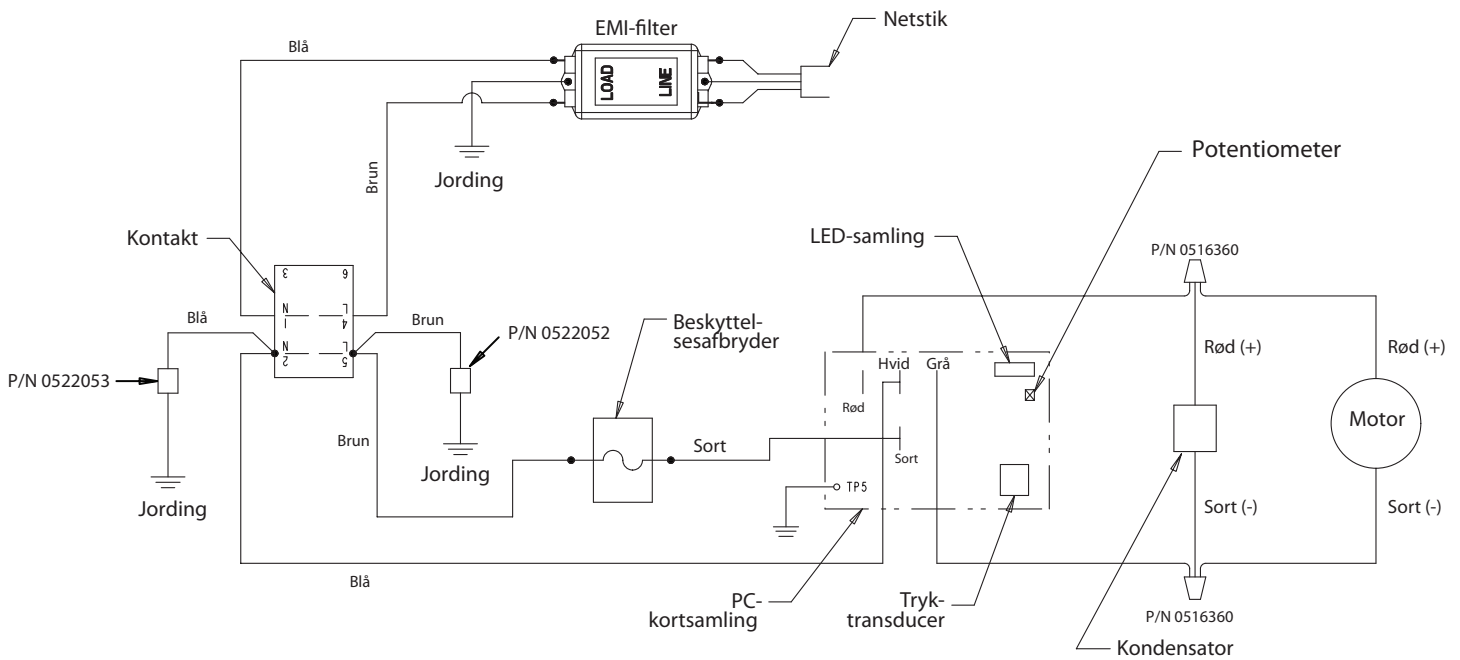 Netstik
EMI-filter
Blå
LOAD
LINE
Jording
Brun
Potentiometer
Kontakt
LED-samling
P/N 0516360
3
6
N
L
1
4
Blå
Brun
P/N 0522052
Beskyttel-
sesafbryder
N
L
2
5
P/N 0522053
Hvid
Grå
Rød (+)
Rød (+)
Rød
Motor
Brun
Sort
Sort
Jording
Jording
TP5
Sort (-)
Sort (-)
Blå
PC-
kortsamling
Tryk-
transducer
P/N 0516360
Kondensator